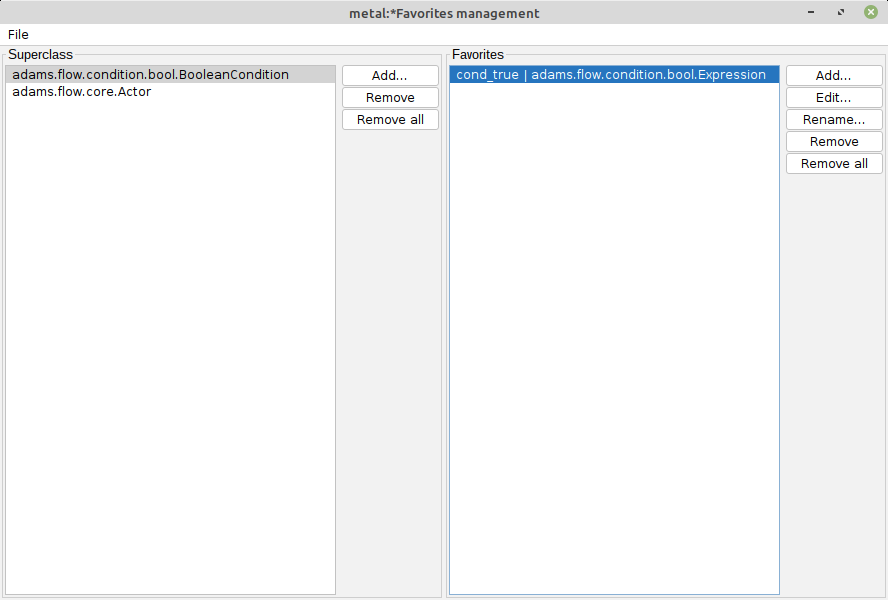 metal:*Favorites management
File
Superclass
adams.flow.condition.bool.BooleanCondition
adams.flow.core.Actor
Add...
Remove
Remove all
Favorites
cond_true | adams.flow.condition.bool.Expression
Add...
Edit...
Rename...
Remove
Remove all